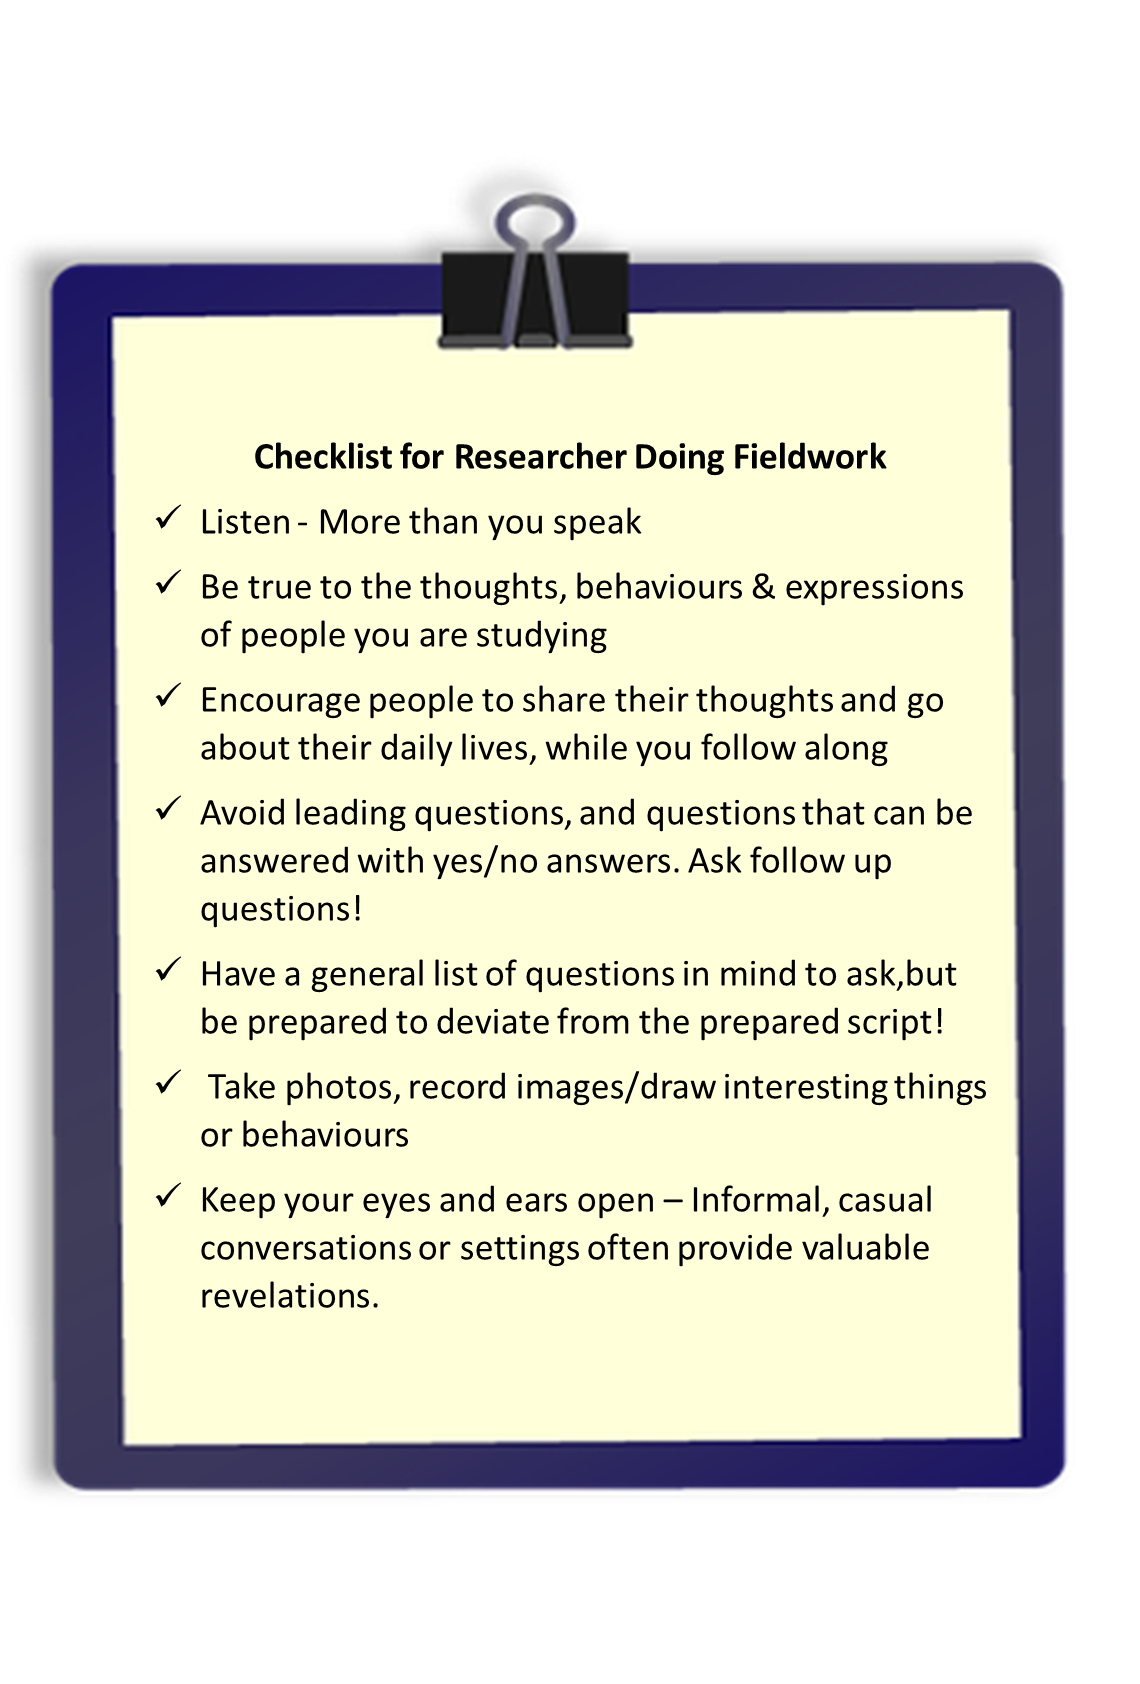 Checklist for Researcher Doing Fieldwork
✓ Listen - More than you speak
✓ Be true to the thoughts, behaviours & expressions
of people you are studying
✓ Encourage people to share their thoughts and go
about their daily lives, while you follow along
✓ Avoid leading questions, and questions that can be
answered with yes/no answers. Ask follow up
questions!
✓ Have a general list of questions in mind to ask,but
be prepared to deviate from the prepared script!
✓ Take photos, record images/draw interesting things
or behaviours
✓ Keep your eyes and ears open – Informal, casual
conversations or settings often provide valuable
revelations.